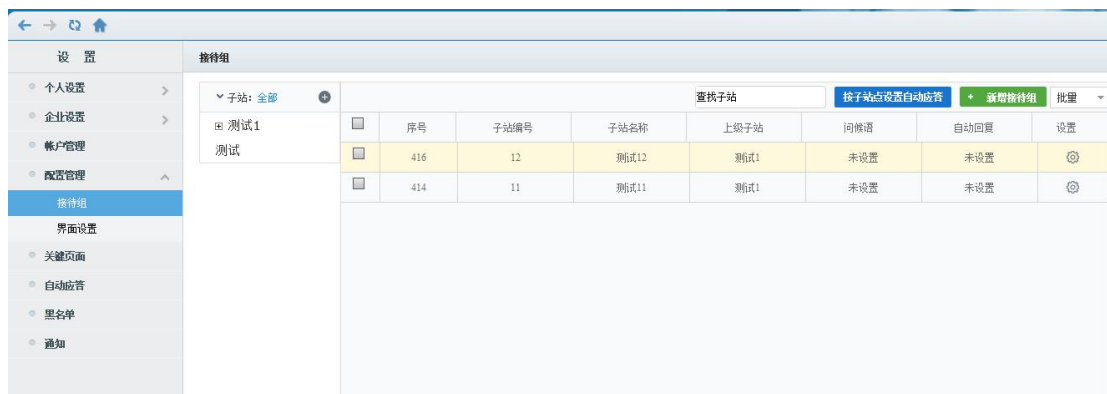 设 置
接待组
个人设置
企业设置
帐户管理
配置管理
接待组
界面设置
关键页面
自动应答
黑名单
通知
子站：全部
测试1
测试
查找子站 按子站点设置自动应答 + 新增接待组 批量
序号 子站编号 子站名称 上级子站 问候语 自动回复 设置
416 12 测试12 测试1 未设置 未设置
414 11 测试11 测试1 未设置 未设置